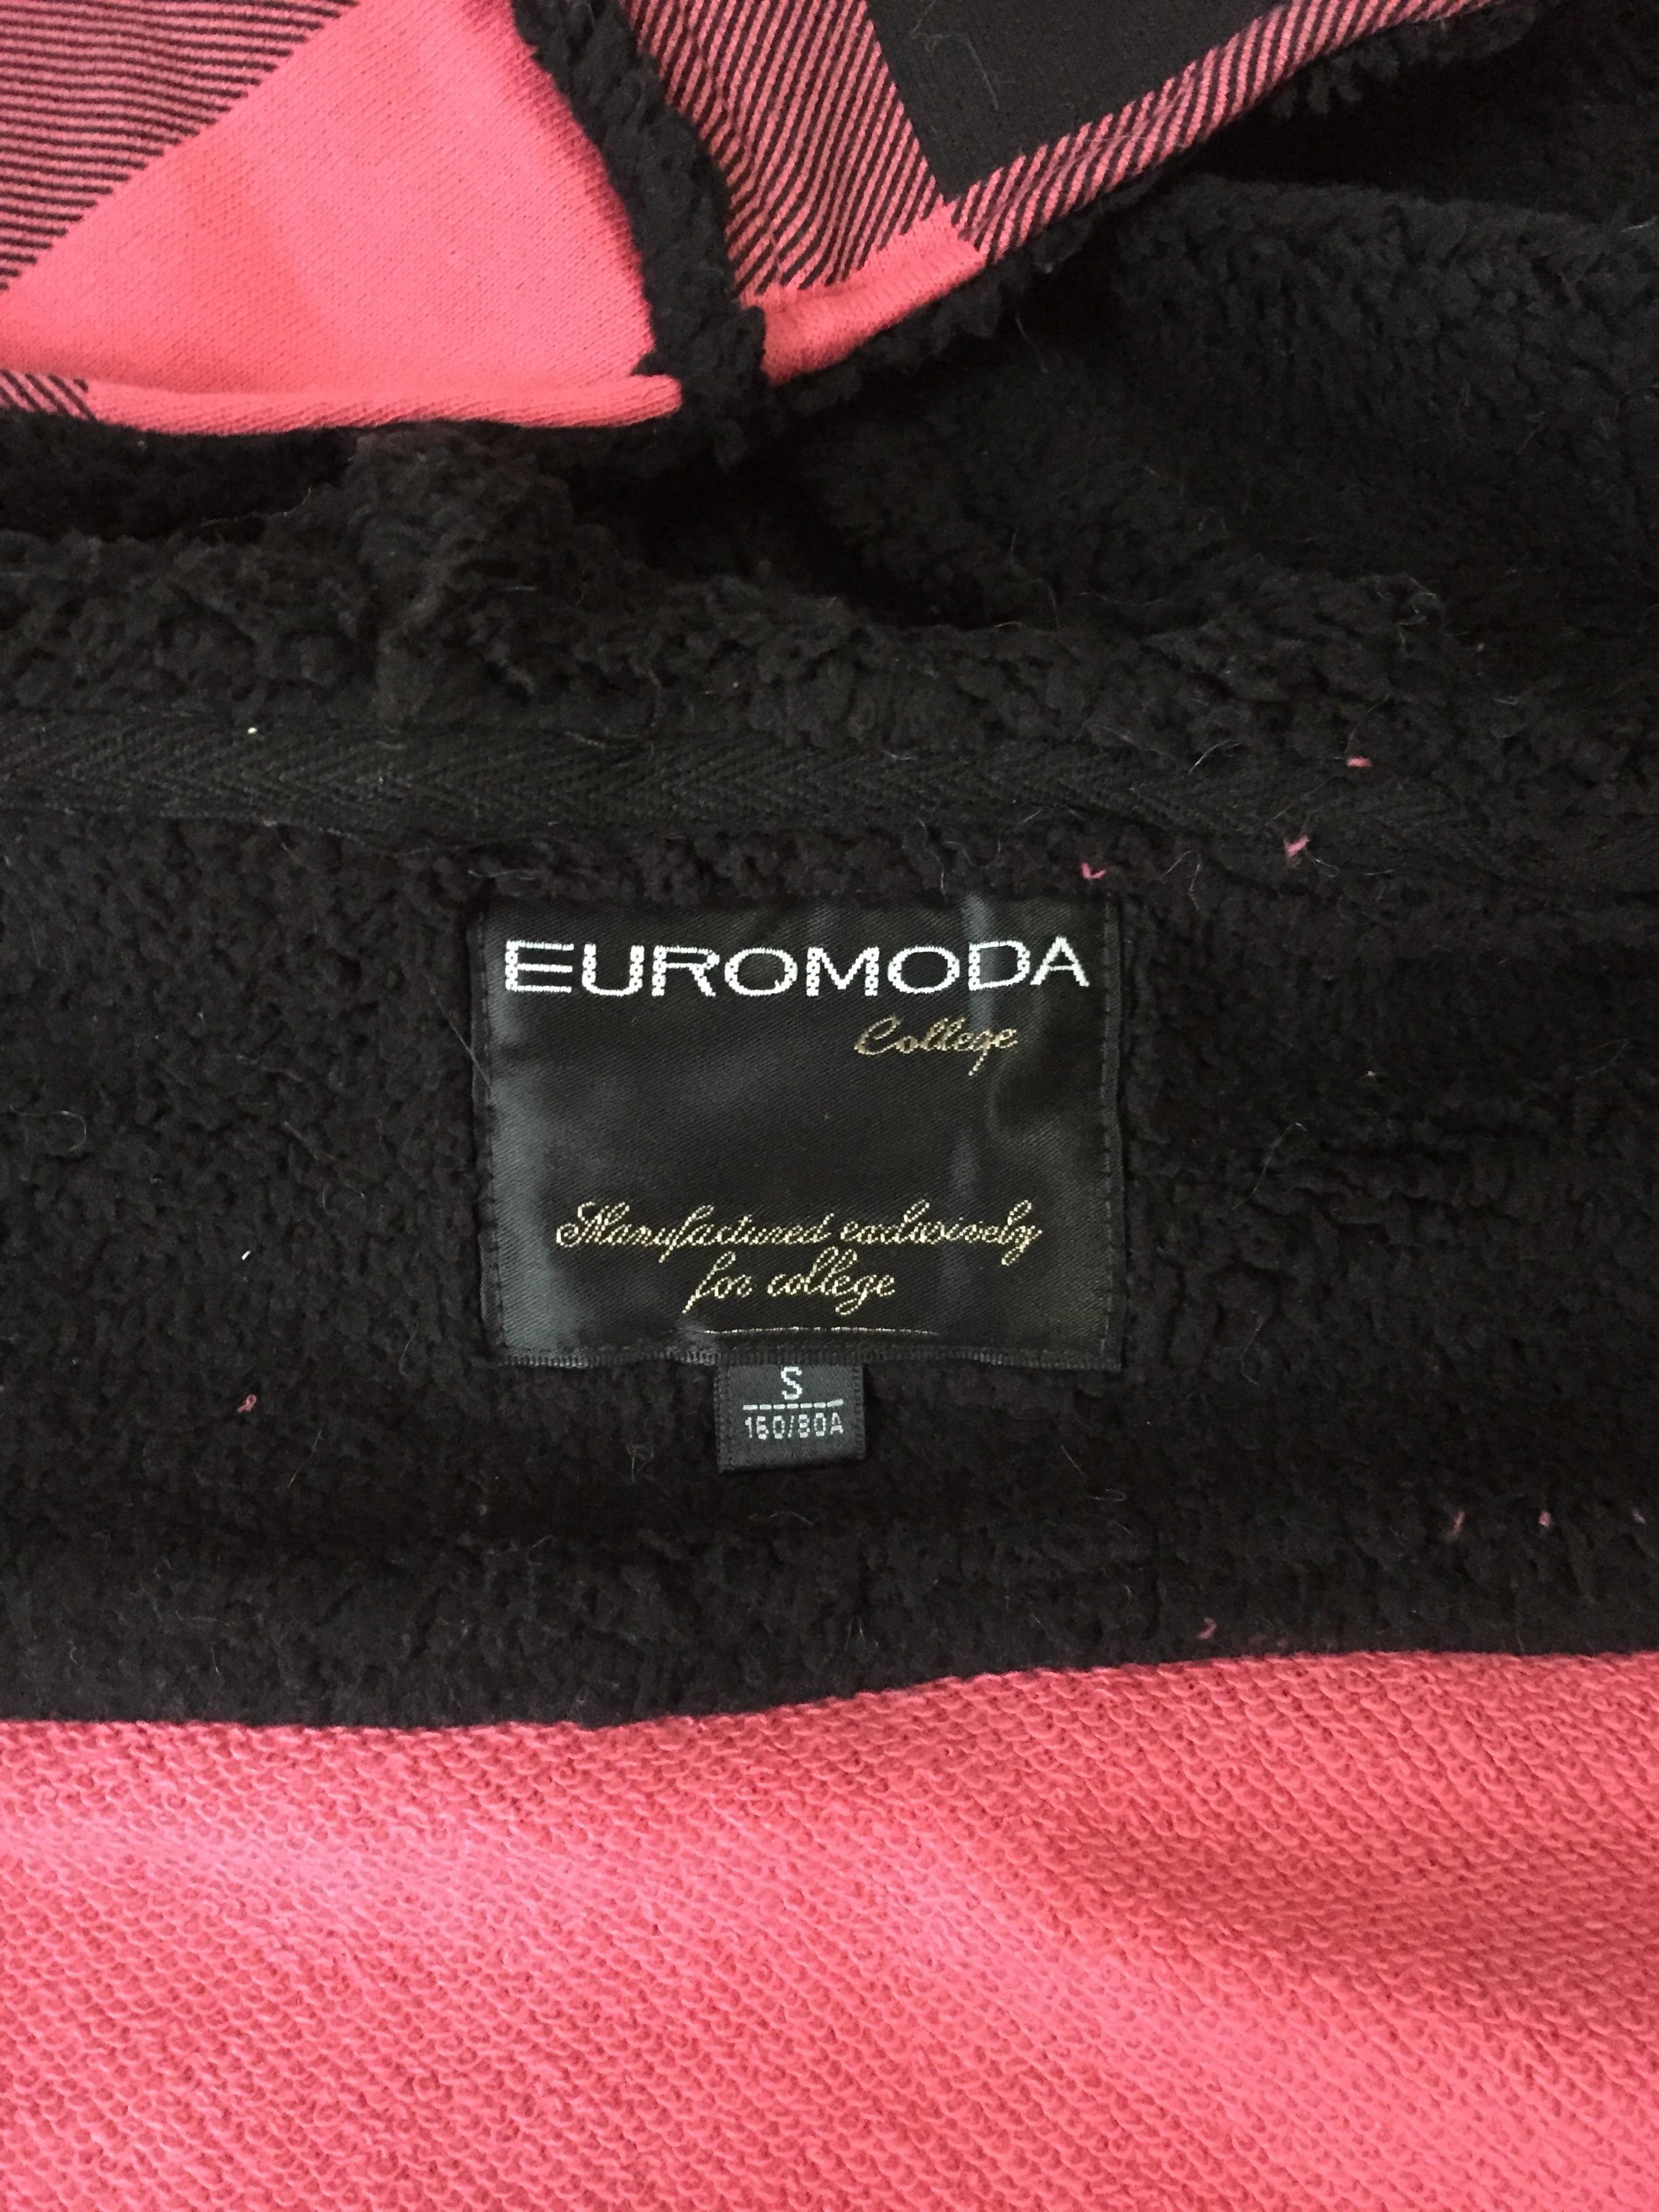 EUROMODA
College
Manufactured exclusively
for college
S
160/80A